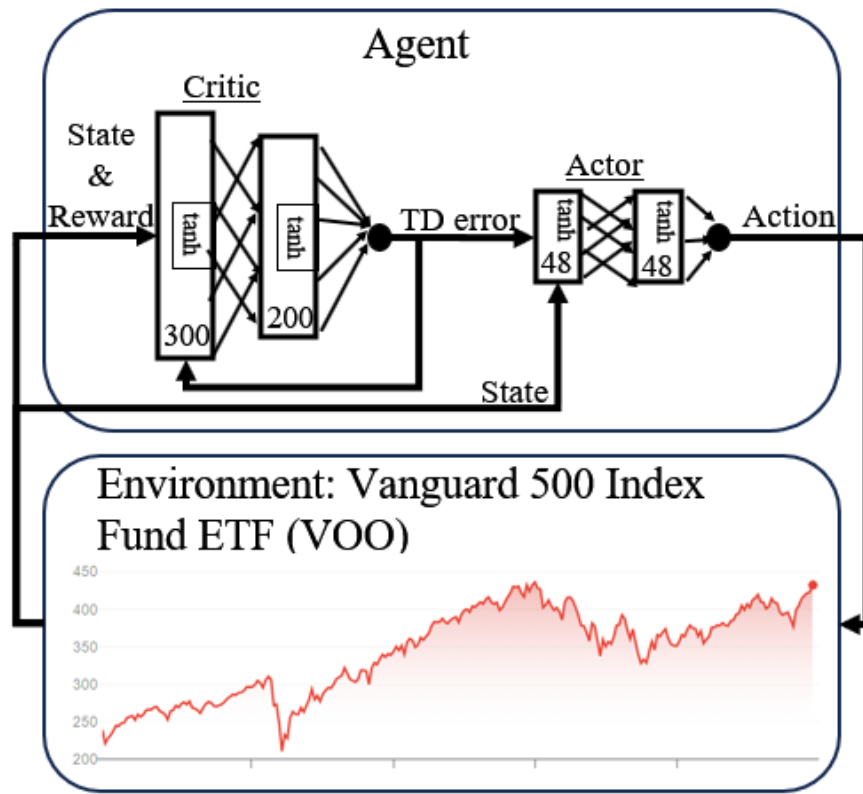 Agent
Critic
State
&
Reward
tanh
300
tanh
200
TD error
Actor
tanh
48
tanh
48
Action
State
Environment: Vanguard 500 Index
Fund ETF (VOO)
450
400
350
300
250
200